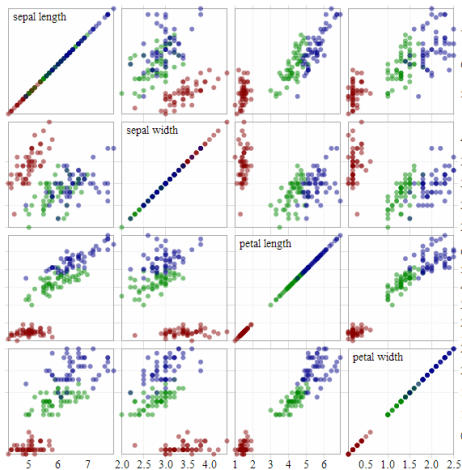 sepal length
sepal width
petal length
petal width
5 6 7 2.0 2.5 3.0 3.5 4.0 1 2 3 4 5 6 0.5 1.0 1.5 2.0 2.5